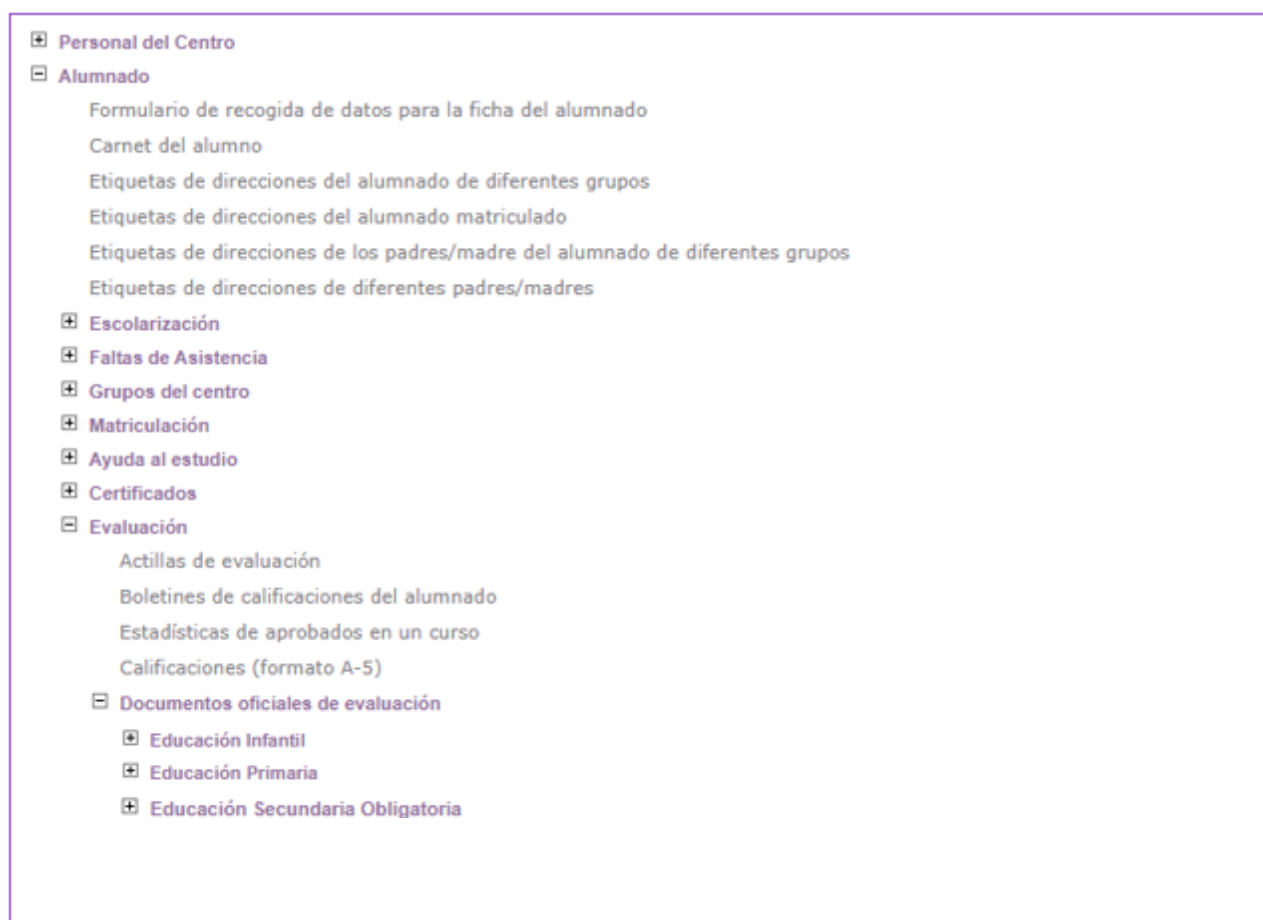 Personal del Centro
Alumnado
Formulario de recogida de datos para la ficha del alumnado
Carnet del alumno
Etiquetas de direcciones del alumnado de diferentes grupos
Etiquetas de direcciones del alumnado matriculado
Etiquetas de direcciones de los padres/madre del alumnado de diferentes grupos
Etiquetas de direcciones de diferentes padres/madres
Escolarización
Faltas de Asistencia
Grupos del centro
Matriculación
Ayuda al estudio
Certificados
Evaluación
Actillas de evaluación
Boletines de calificaciones del alumnado
Estadísticas de aprobados en un curso
Calificaciones (formato A-5)
Documentos oficiales de evaluación
Educación Infantil
Educación Primaria
Educación Secundaria Obligatoria